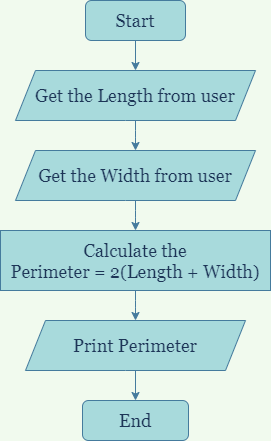 Start
Get the Length from user
Get the Width from user
Calculate the
Perimeter = 2(Length + Width)
Print Perimeter
End